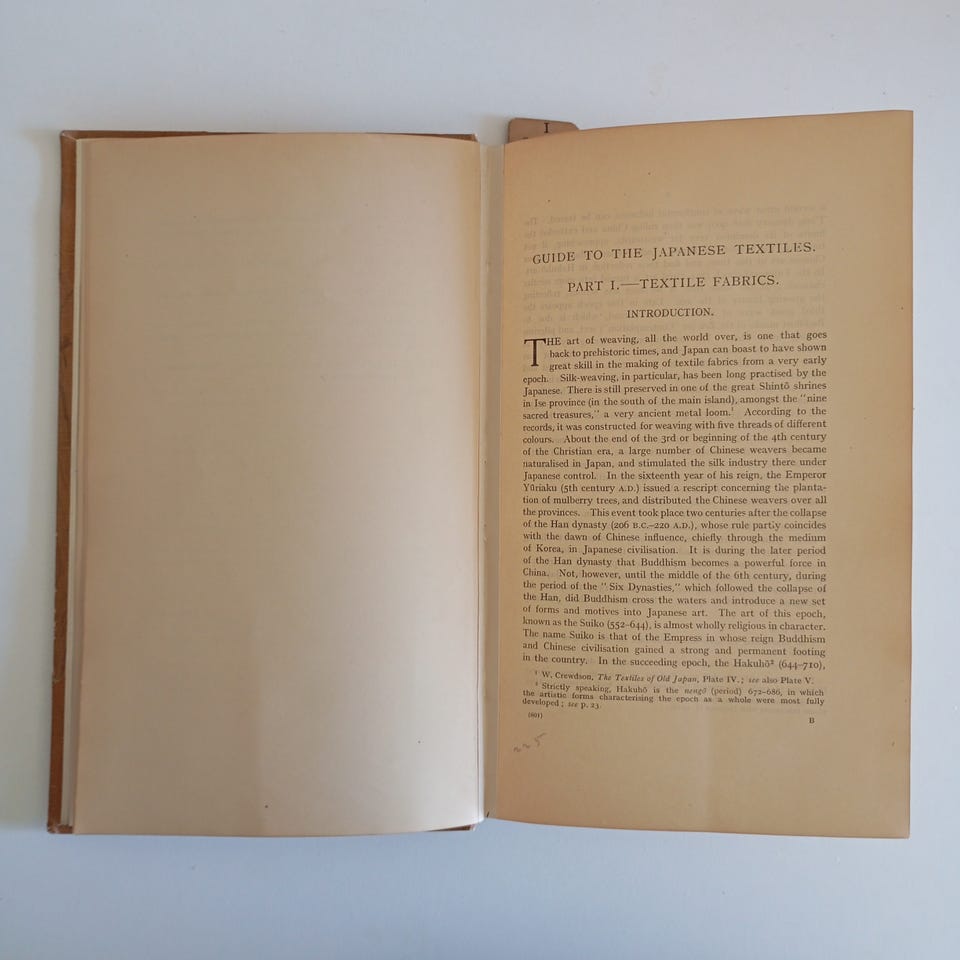 I
GUIDE TO THE JAPANESE TEXTILES.
PART I.—TEXTILE FABRICS.
INTRODUCTION.
THE art of weaving, all the world over, is one that goes
back to prehistoric times, and Japan can boast to have shown
great skill in the making of textile fabrics from a very early
epoch. Silk-weaving, in particular, has been long practised by the
Japanese. There is still preserved in one of the great Shintō shrines
in Ise province (in the south of the main island), amongst the "nine
sacred treasures," a very ancient metal loom.¹ According to the
records, it was constructed for weaving with five threads of different
colours. About the end of the 3rd or beginning of the 4th century
of the Christian era, a large number of Chinese weavers became
naturalised in Japan, and stimulated the silk industry there under
Japanese control. In the sixteenth year of his reign, the Emperor
Yūriaku (5th century A.D.) issued a rescript concerning the planta-
tion of mulberry trees, and distributed the Chinese weavers over all
the provinces. This event took place two centuries after the collapse
of the Han dynasty (206 B.C.–220 A.D.), whose rule partly coincides
with the dawn of Chinese influence, chiefly through the medium
of Korea, in Japanese civilisation. It is during the later period
of the Han dynasty that Buddhism becomes a powerful force in
China. Not, however, until the middle of the 6th century, during
the period of the "Six Dynasties," which followed the collapse of
the Han, did Buddhism cross the waters and introduce a new set
of forms and motives into Japanese art. The art of this epoch,
known as the Suiko (552–644), is almost wholly religious in character.
The name Suiko is that of the Empress in whose reign Buddhism
and Chinese civilisation gained a strong and permanent footing
in the country. In the succeeding epoch, the Hakuhō² (644–710),
¹ W. Crewdson, The Textiles of Old Japan, Plate IV.; see also Plate V.
² Strictly speaking, Hakuhō is the nengō (period) 672–686, in which
the artistic forms characterising the epoch as a whole were most fully
developed; see p. 23.
(601)
B
225